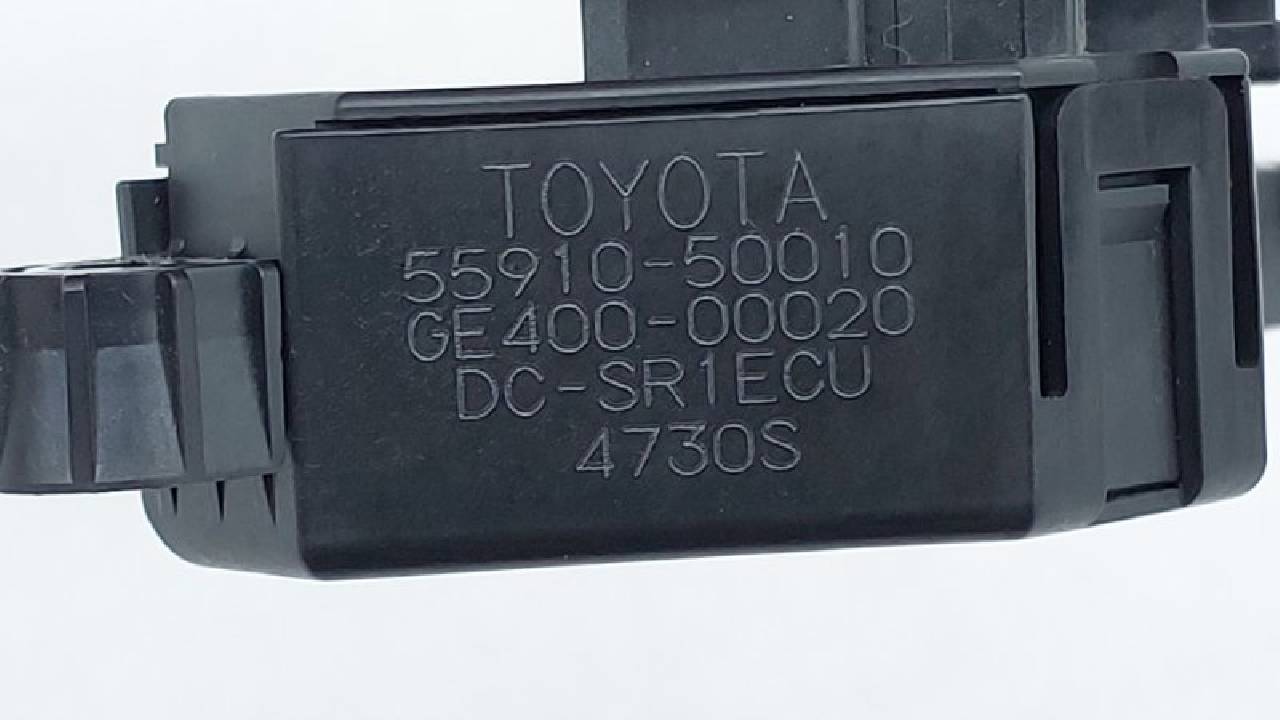 TOYOTA
55910-50010
GE400-00020
DC-SR1ECU
4730S